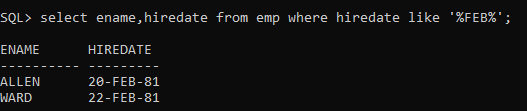 SQL> select ename,hiredate from emp where hiredate like '%FEB%';
ENAME      HIREDATE
---------- ---------
ALLEN      20-FEB-81
WARD       22-FEB-81